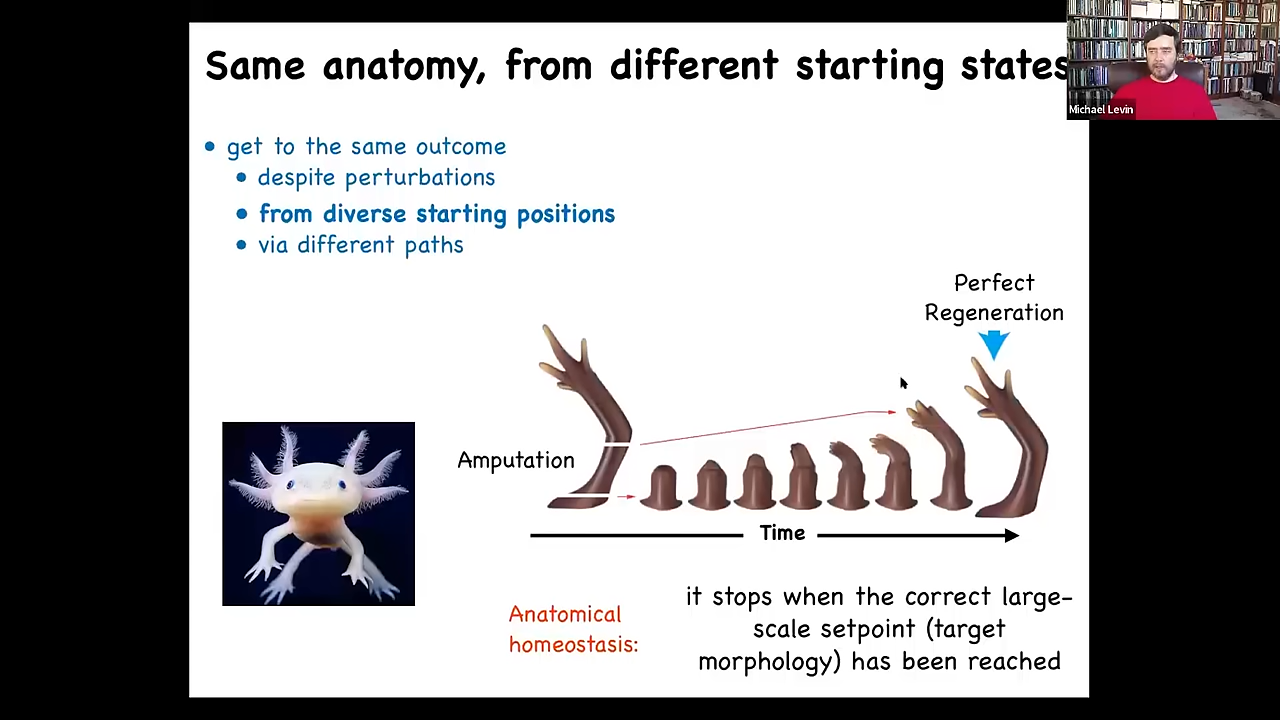 Same anatomy, from different starting states
Michael Levin
• get to the same outcome
• despite perturbations
• from diverse starting positions
• via different paths
Perfect
Regeneration
Amputation
Time
Anatomical
homeostasis:
it stops when the correct large-
scale setpoint (target
morphology) has been reached